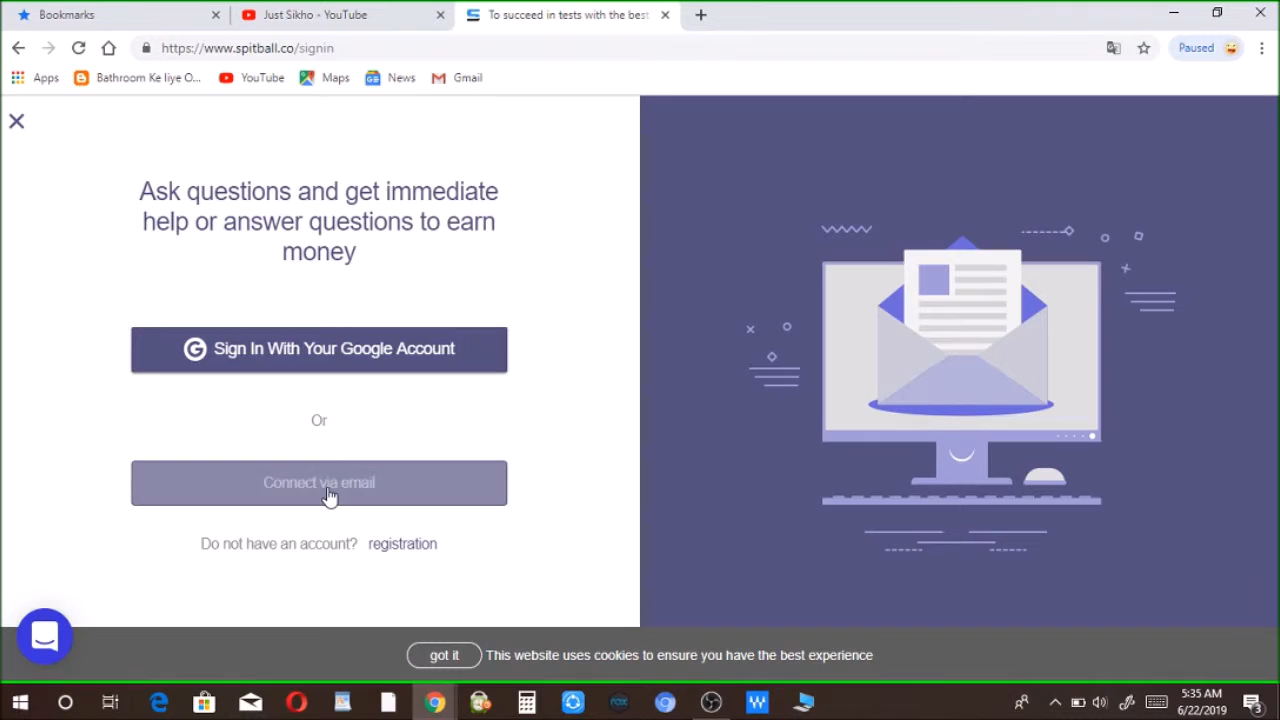 Bookmarks
Just Sikho - YouTube
To succeed in tests with the best
https://www.spitball.co/signin
Paused
Apps
Bathroom Ke liye O...
YouTube
Maps
News
Gmail
Ask questions and get immediate
help or answer questions to earn
money
G Sign In With Your Google Account
Or
Connect via email
Do not have an account? registration
got it This website uses cookies to ensure you have the best experience
5:35 AM
6/22/2019
3